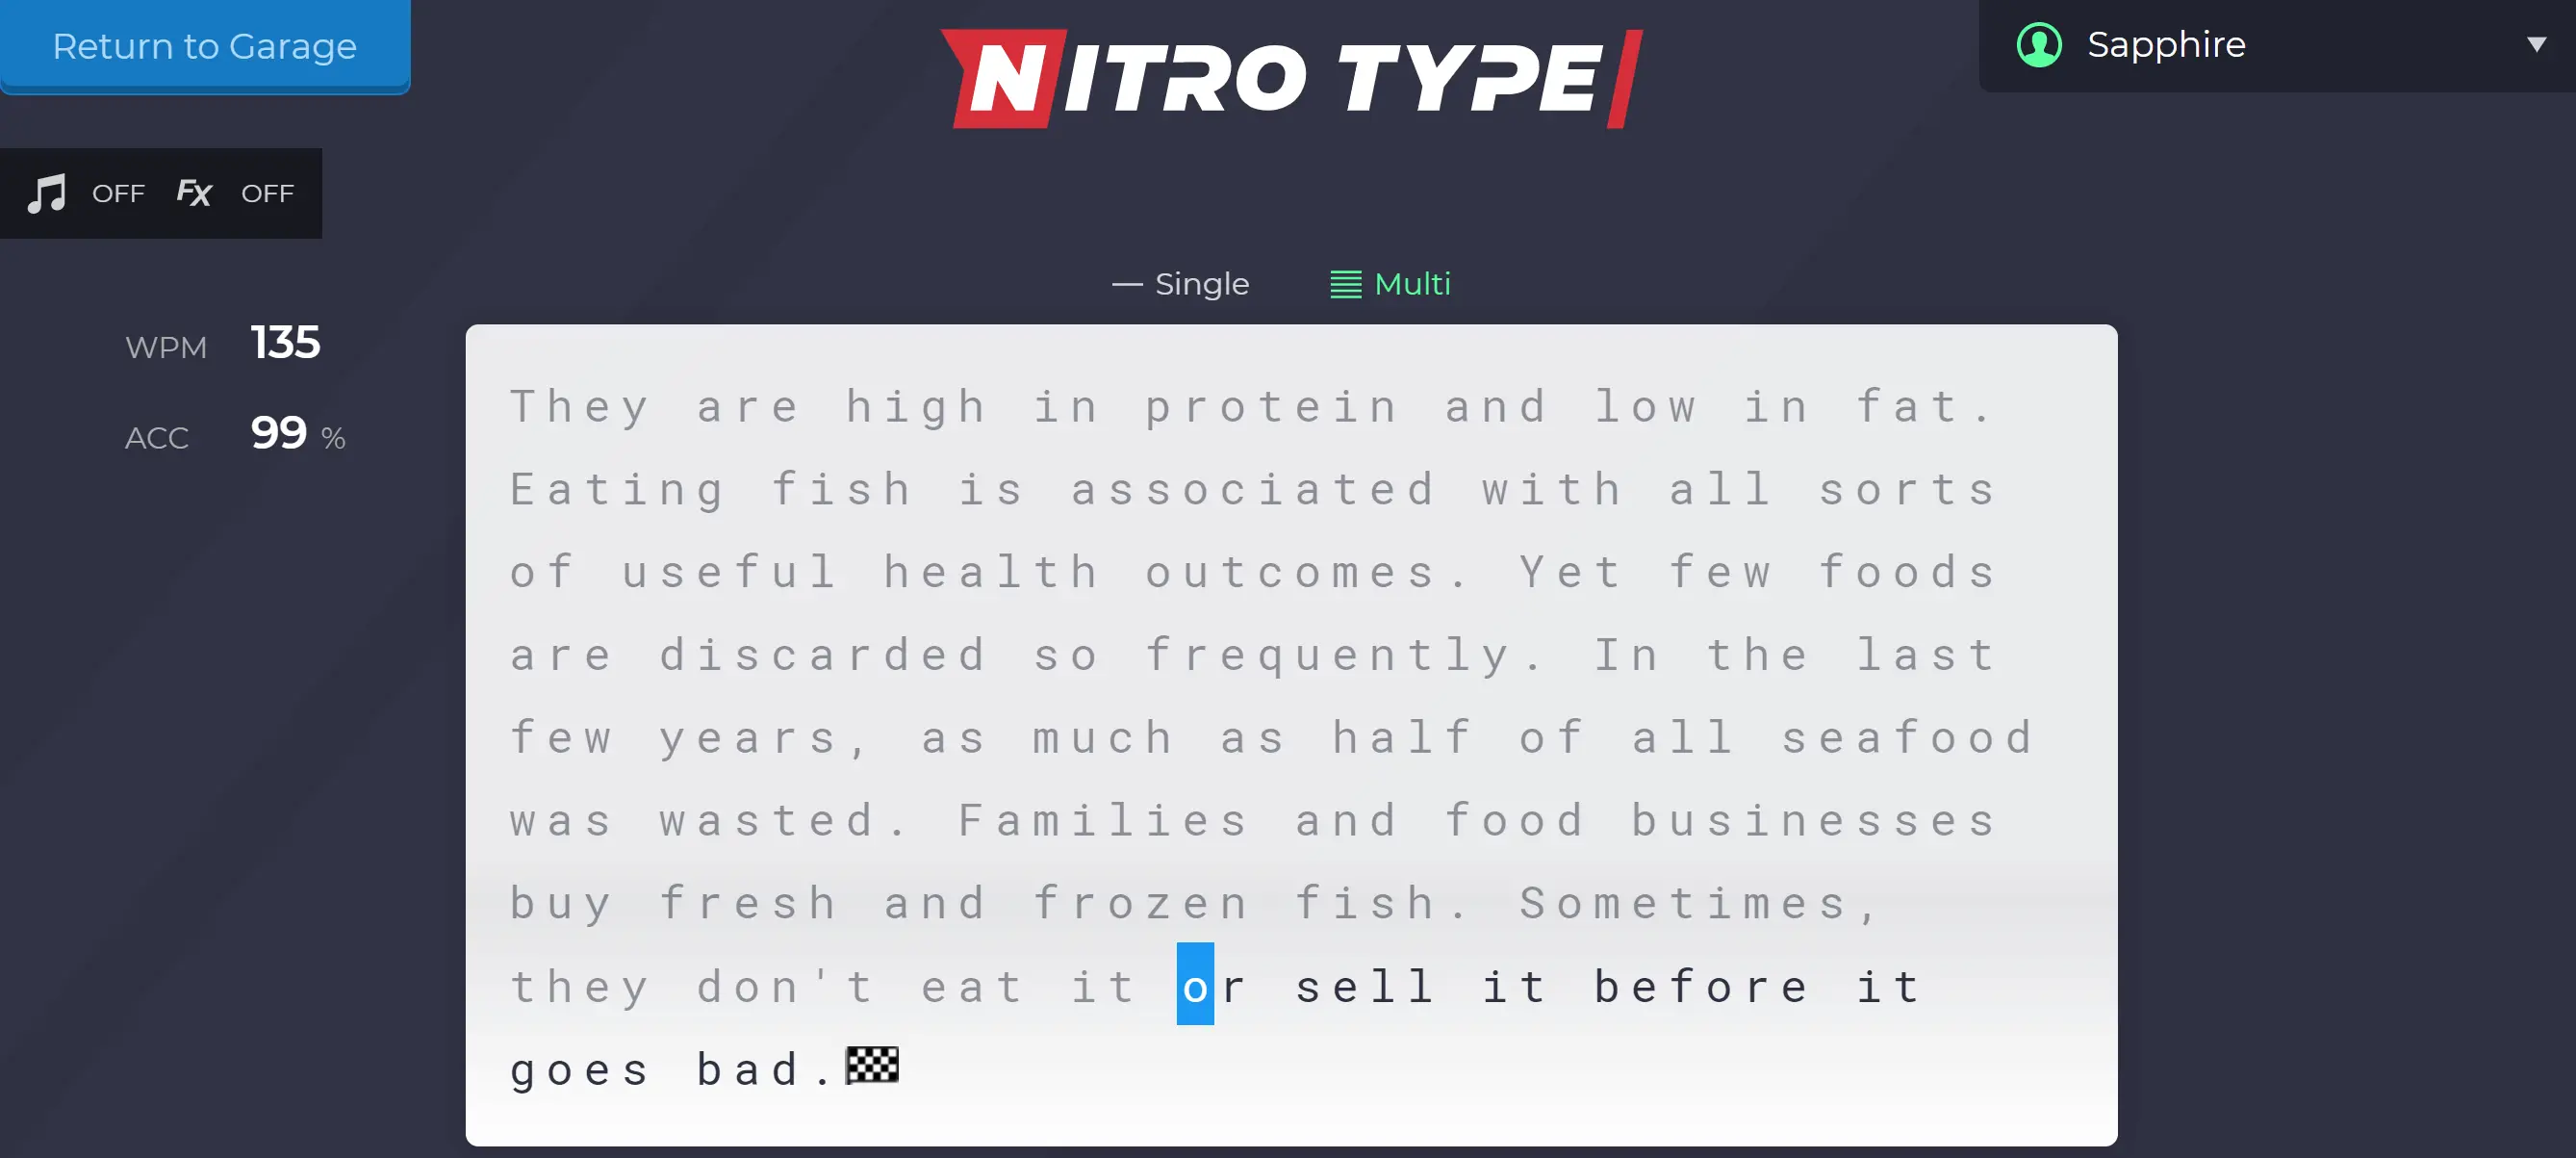 Return to Garage
NITRO TYPE
Sapphire
OFF FX OFF
Single Multi
WPM 135
ACC 99 %
They are high in protein and low in fat.
Eating fish is associated with all sorts
of useful health outcomes. Yet few foods
are discarded so frequently. In the last
few years, as much as half of all seafood
was wasted. Families and food businesses
buy fresh and frozen fish. Sometimes,
they don't eat it or sell it before it
goes bad.